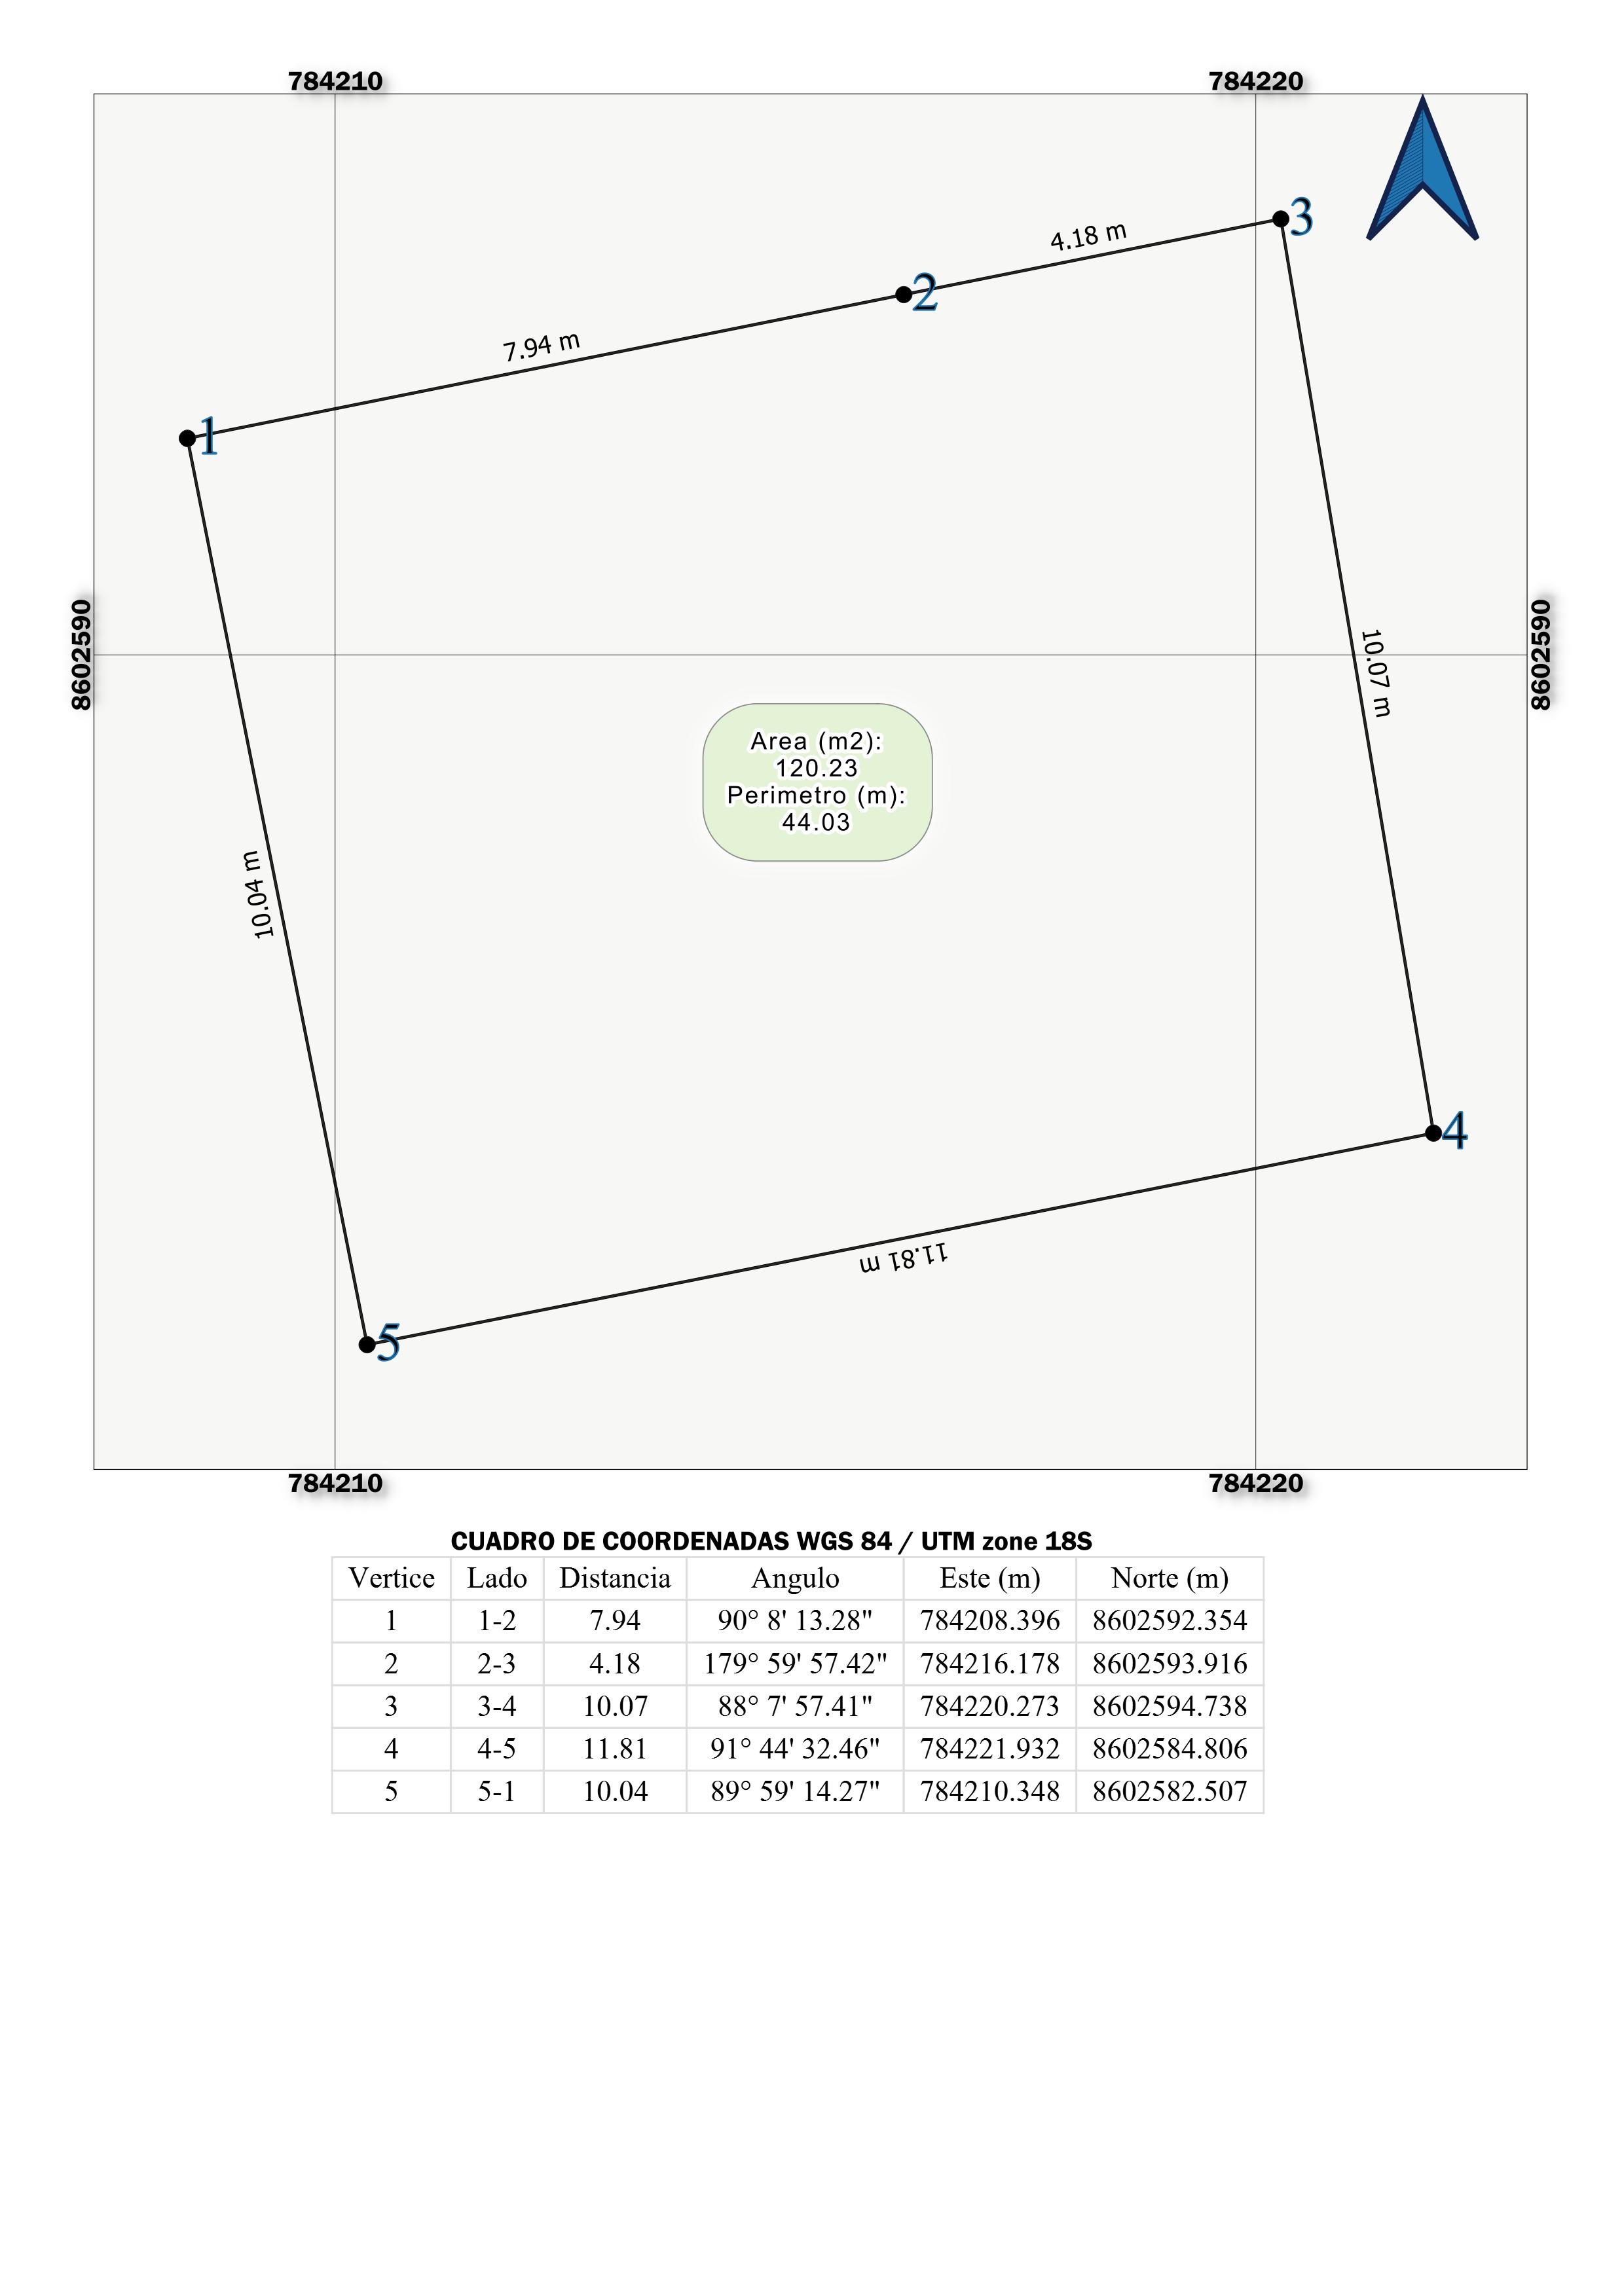 784210 784220
3
4.18 m
2
7.94 m
1
8602590 8602590
10.07 m
Area (m2):
120.23
Perimetro (m):
44.03
10.04 m
4
11.81 m
5
784210 784220
CUADRO DE COORDENADAS WGS 84 / UTM zone 18S
Vertice Lado Distancia Angulo Este (m) Norte (m)
1 1-2 7.94 90° 8' 13.28" 784208.396 8602592.354
2 2-3 4.18 179° 59' 57.42" 784216.178 8602593.916
3 3-4 10.07 88° 7' 57.41" 784220.273 8602594.738
4 4-5 11.81 91° 44' 32.46" 784221.932 8602584.806
5 5-1 10.04 89° 59' 14.27" 784210.348 8602582.507